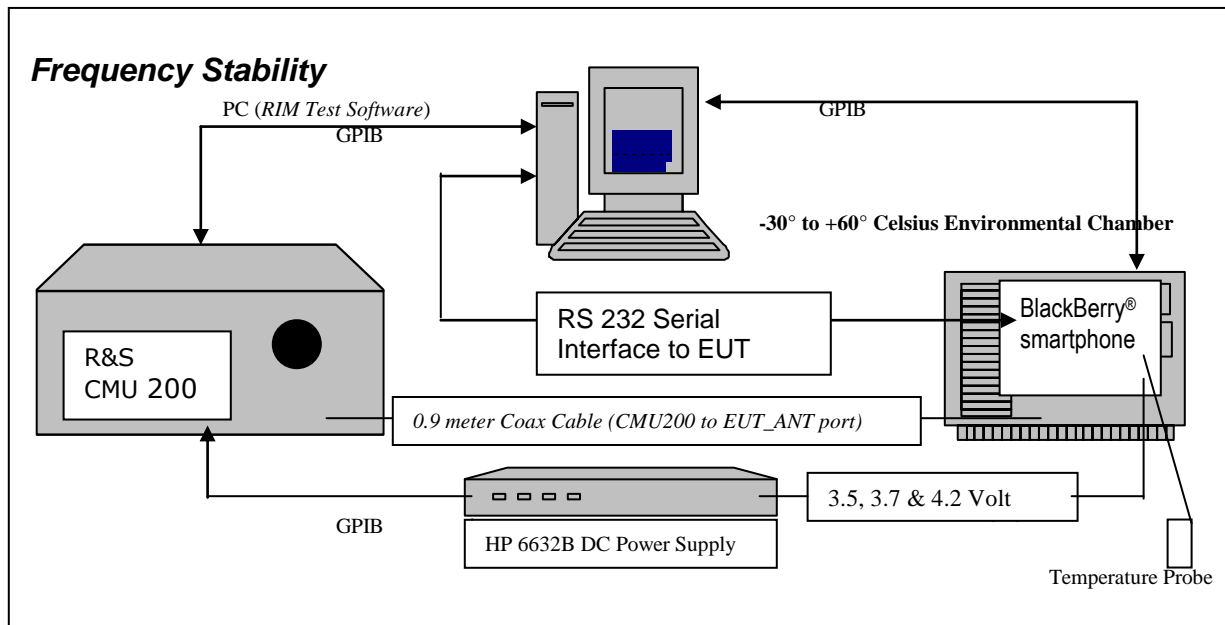 Frequency Stability
PC (RIM Test Software)
GPIB
GPIB
-30° to +60° Celsius Environmental Chamber
RS 232 Serial
Interface to EUT
BlackBerry®
smartphone
R&S
CMU 200
0.9 meter Coax Cable (CMU200 to EUT_ANT port)
3.5, 3.7 & 4.2 Volt
GPIB
HP 6632B DC Power Supply
Temperature Probe